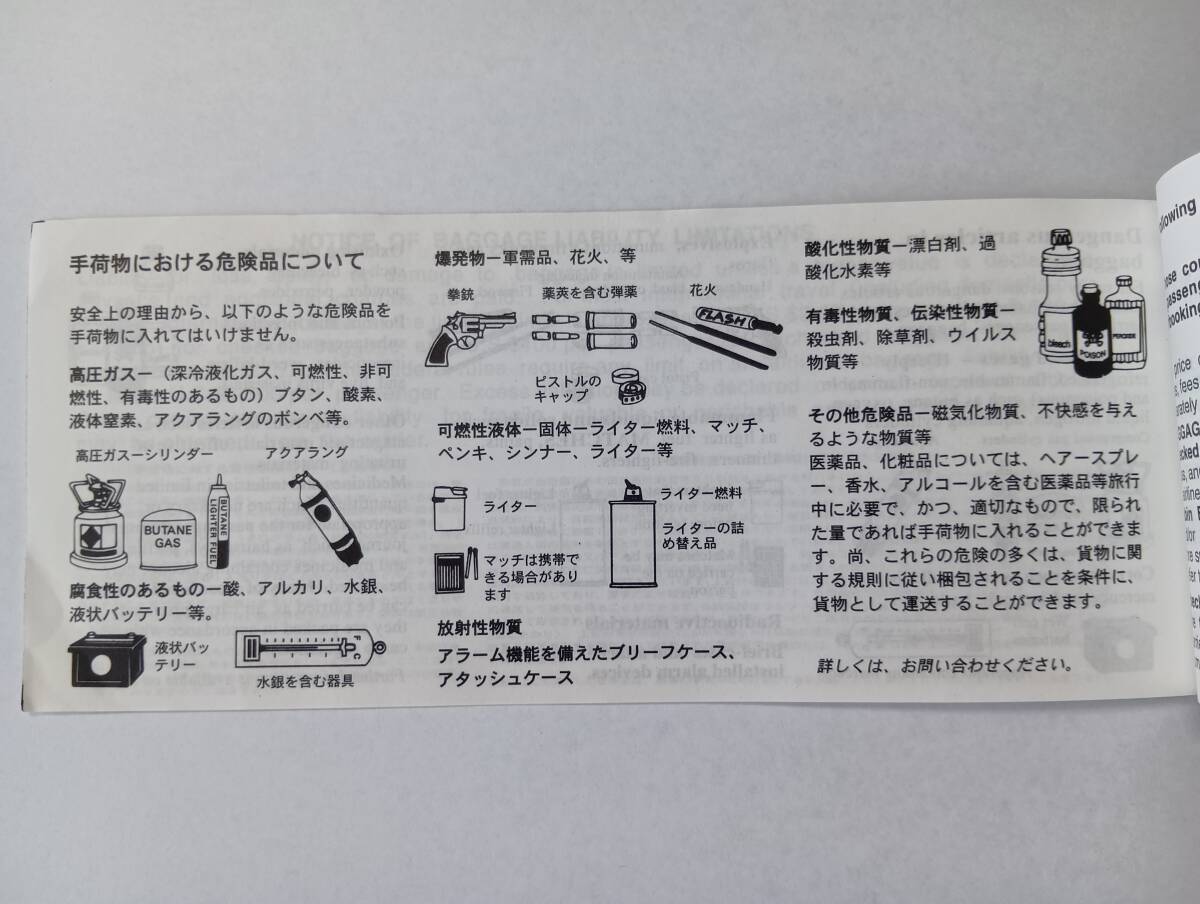 手荷物における危険品について
安全上の理由から、以下のような危険品を
手荷物に入れてはいけません。
高圧ガスー（深冷液化ガス、可燃性、非可
燃性、有毒性のあるもの）ブタン、酸素、
液体窒素、アクアラングのボンベ等。
高圧ガスーシリンダー
アクアラング
BUTANE
GAS
BUTANE
LIGHTER FUEL
腐食性のあるものー酸、アルカリ、水銀、
液状バッテリー等。
液状バッ
テリー
水銀を含む器具
爆発物ー軍需品、花火、等
拳銃
薬莢を含む弾薬
花火
FLASH
ピストルの
キャップ
可燃性液体ー固体ーライター燃料、マッチ、
ペンキ、シンナー、ライター等
ライター
マッチは携帯で
きる場合があり
ます
ライター燃料
ライターの詰
め替え品
放射性物質
アラーム機能を備えたブリーフケース、
アタッシュケース
酸化性物質ー漂白剤、過
酸化水素等
有毒性物質、伝染性物質ー
殺虫剤、除草剤、ウイルス
物質等
bleach
POISON
PEROXIDE
その他危険品ー磁気化物質、不快感を与え
るような物質等
医薬品、化粧品については、ヘアースプレ
ー、香水、アルコールを含む医薬品等旅行
中に必要で、かつ、適切なもので、限られ
た量であれば手荷物に入れることができま
す。尚、これらの危険の多くは、貨物に関
する規則に従い梱包されることを条件に、
貨物として運送することができます。
詳しくは、お問い合わせください。
NOTICE OF BAGGAGE LIABILITY LIMITATIONS